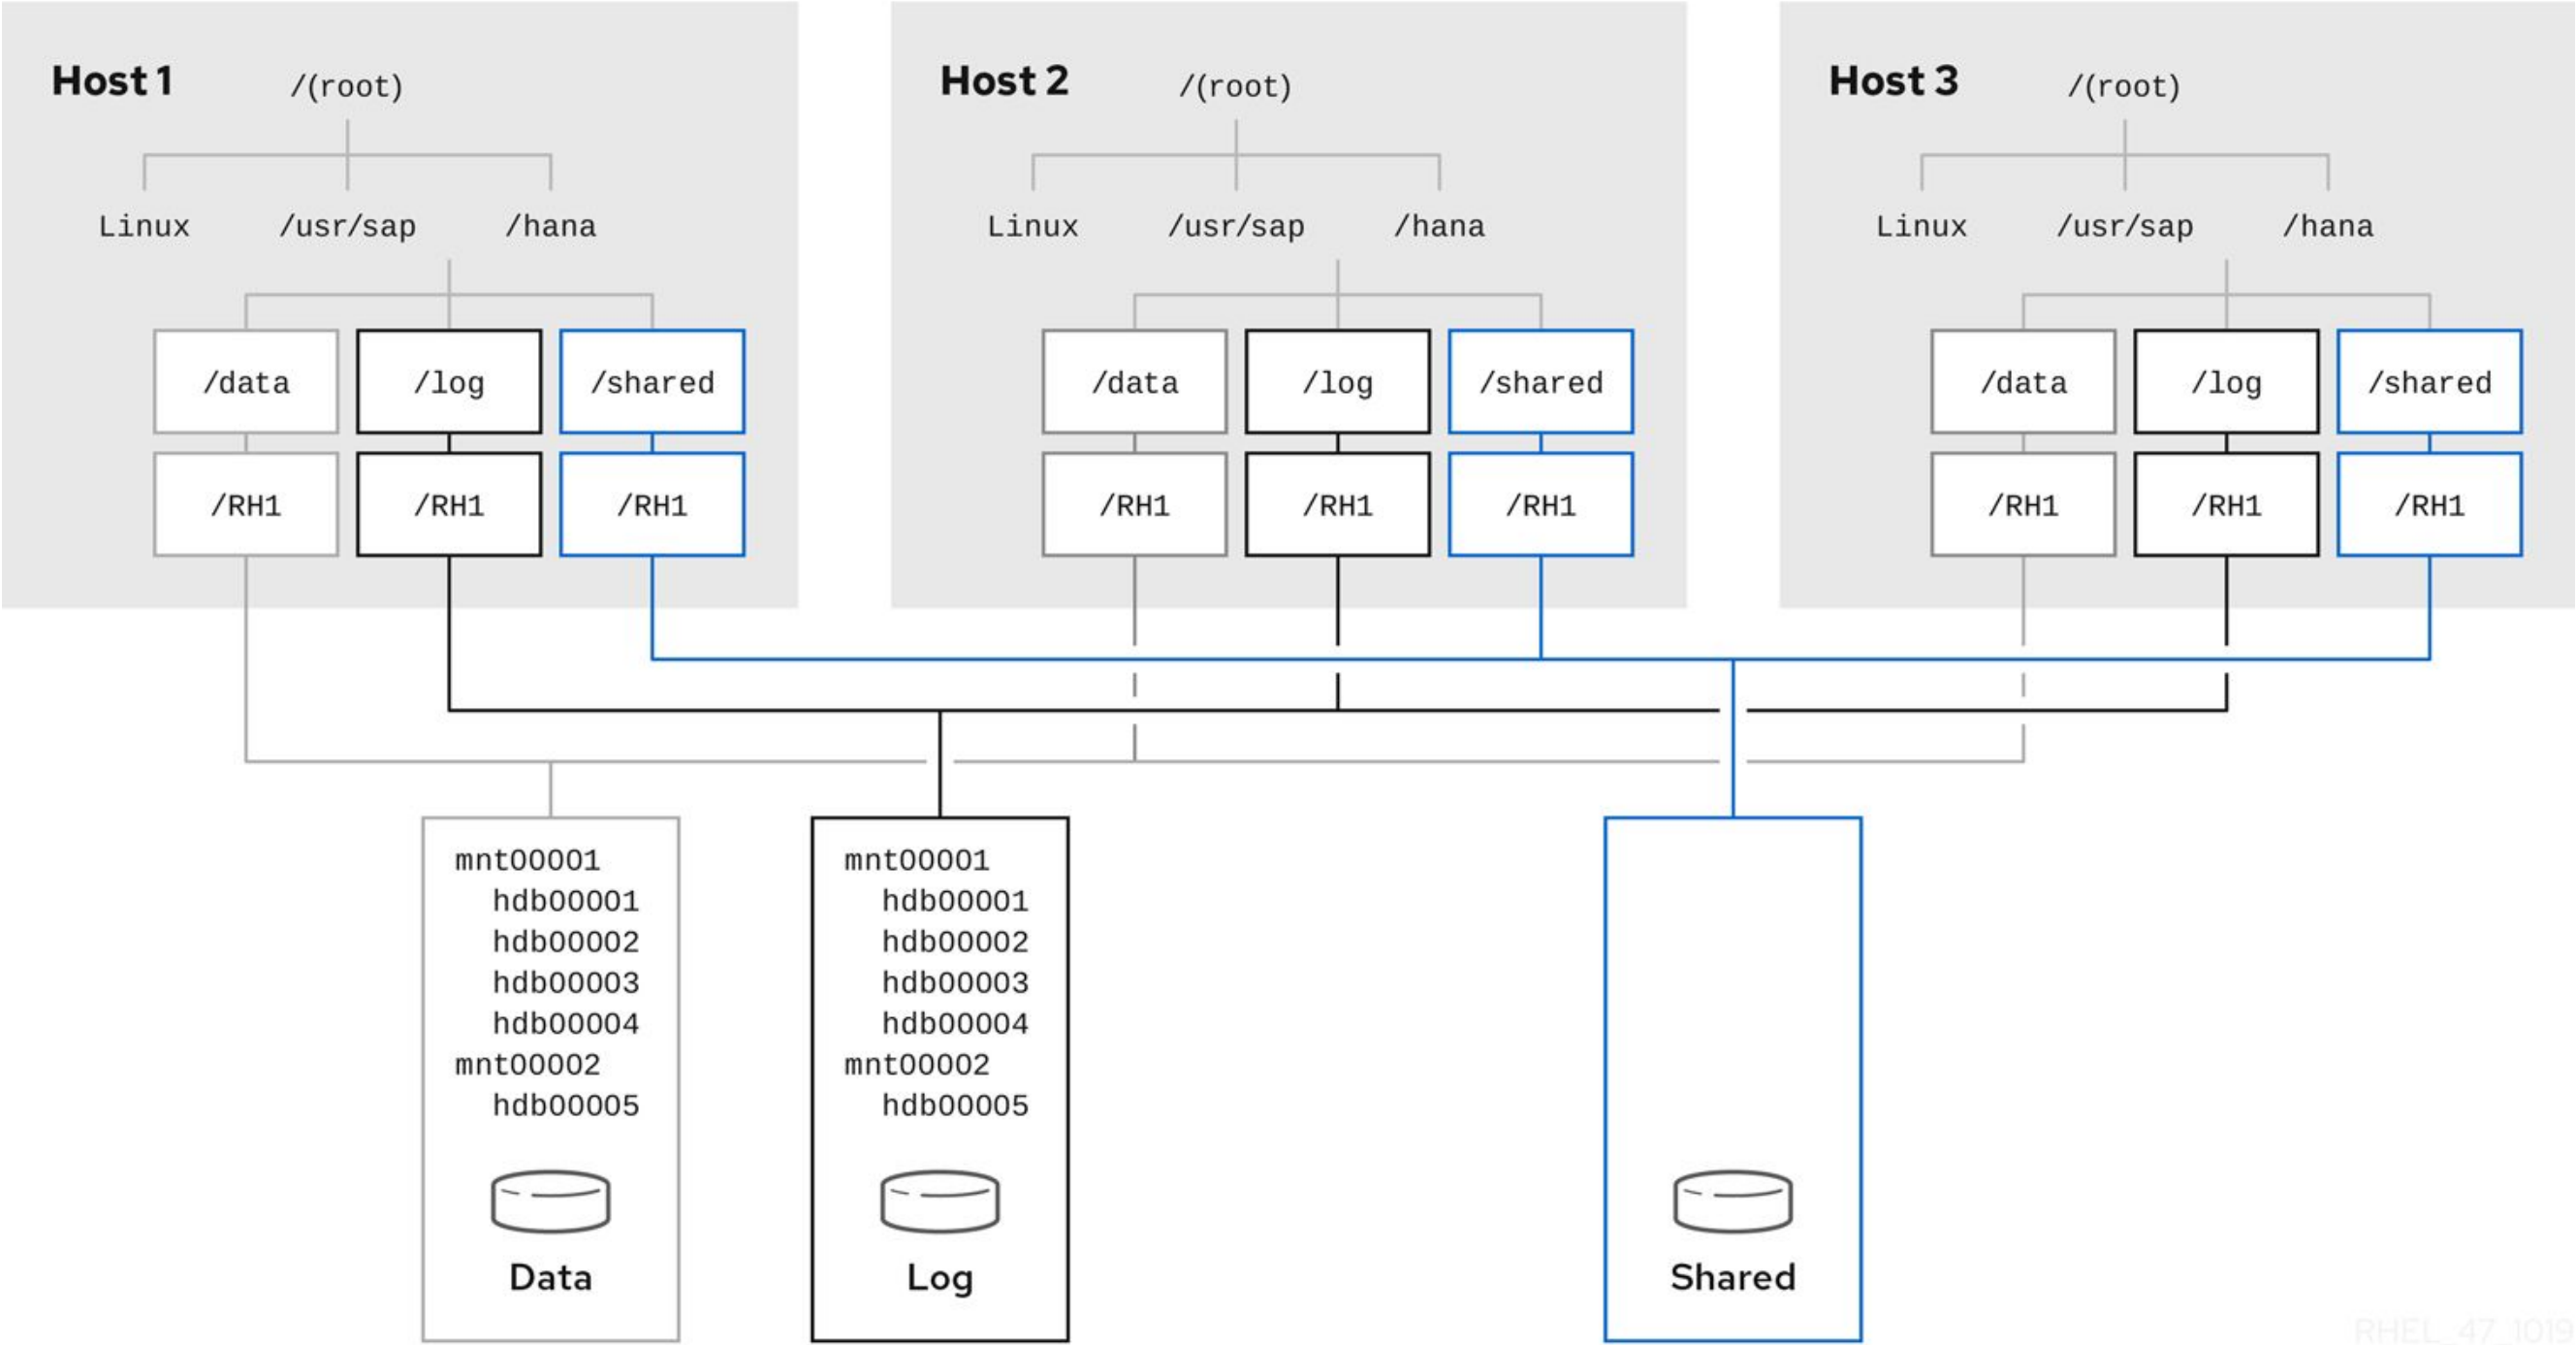 Host 1
/(root)
Linux /usr/sap /hana
/data /log /shared
/RH1 /RH1 /RH1
Host 2
/(root)
Linux /usr/sap /hana
/data /log /shared
/RH1 /RH1 /RH1
Host 3
/(root)
Linux /usr/sap /hana
/data /log /shared
/RH1 /RH1 /RH1
mnt00001
hdb00001
hdb00002
hdb00003
hdb00004
mnt00002
hdb00005
Data
mnt00001
hdb00001
hdb00002
hdb00003
hdb00004
mnt00002
hdb00005
Log
Shared
RHEL_47_1019